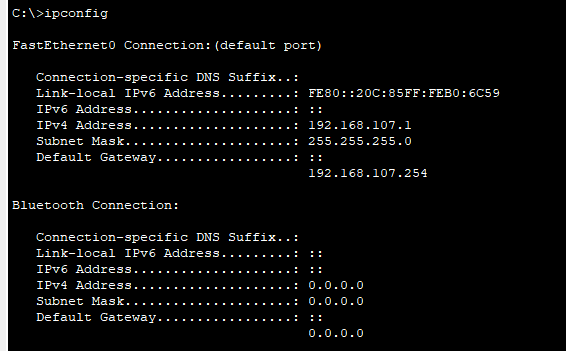 C:\>ipconfig
FastEthernet0 Connection:(default port)
Connection-specific DNS Suffix..:
Link-local IPv6 Address.........: FE80::20C:85FF:FEB0:6C59
IPv6 Address....................: ::
IPv4 Address....................: 192.168.107.1
Subnet Mask.....................: 255.255.255.0
Default Gateway.................: ::
192.168.107.254
Bluetooth Connection:
Connection-specific DNS Suffix..:
Link-local IPv6 Address.........: ::
IPv6 Address....................: ::
IPv4 Address....................: 0.0.0.0
Subnet Mask.....................: 0.0.0.0
Default Gateway.................: ::
0.0.0.0